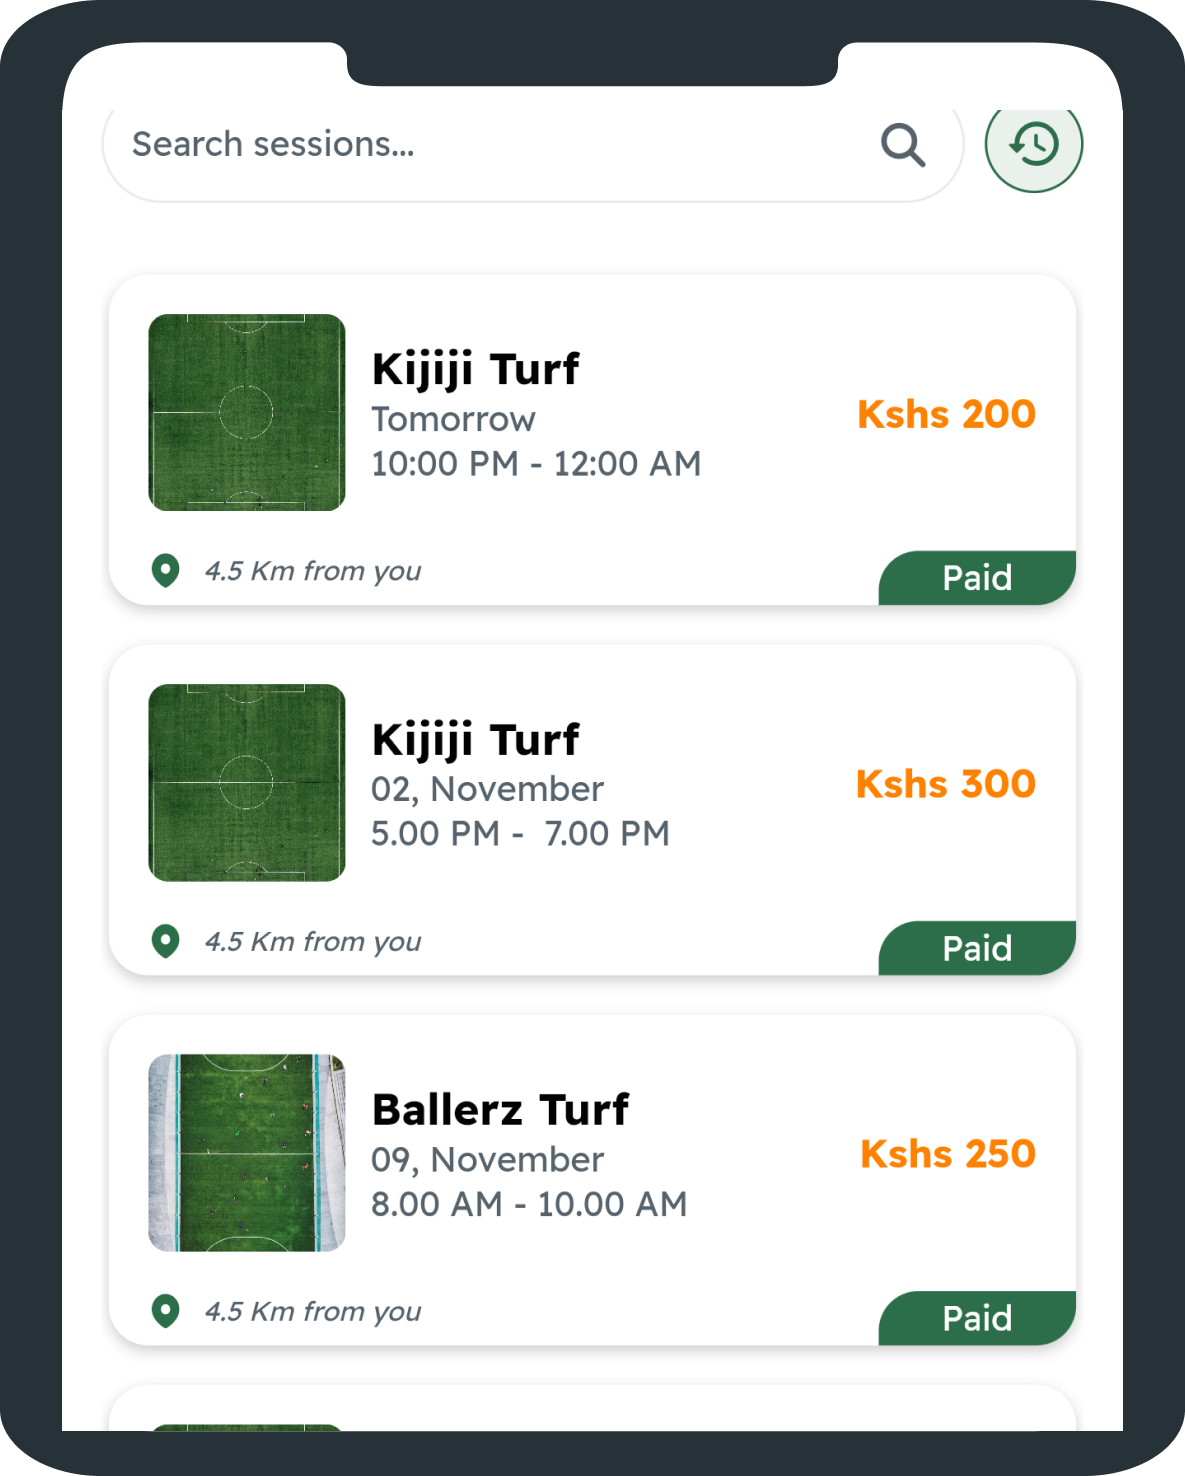 Search sessions...
Kijiji Turf
Tomorrow
10:00 PM - 12:00 AM
Kshs 200
4.5 Km from you
Paid
Kijiji Turf
02, November
5.00 PM -  7.00 PM
Kshs 300
4.5 Km from you
Paid
Ballerz Turf
09, November
8.00 AM - 10.00 AM
Kshs 250
4.5 Km from you
Paid